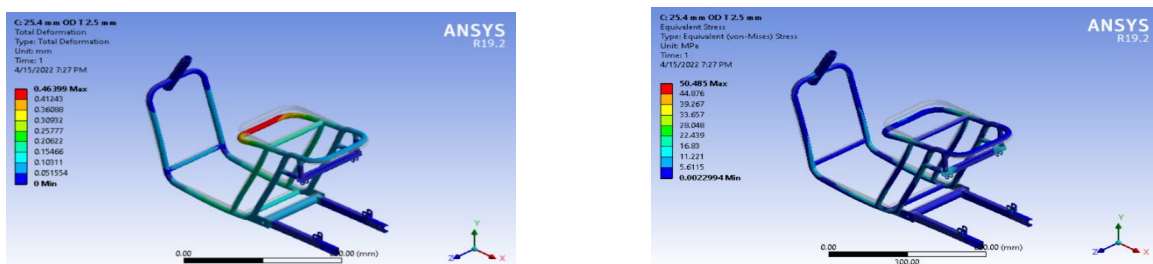 C: 25.4 mm OD T 2.5 mm
Total Deformation
Type: Total Deformation
Unit: mm
Time: 1
4/15/2022 7:27 PM
0.46399 Max
0.41243
0.36088
0.30932
0.25777
0.20622
0.15466
0.10311
0.051554
0 Min
ANSYS
R19.2
0.00
.00 (mm)
Y
Z
X
C: 25.4 mm OD T 2.5 mm
Equivalent Stress
Type: Equivalent (von-Mises) Stress
Unit: MPa
Time: 1
4/15/2022 7:27 PM
50.485 Max
44.876
39.267
33.657
28.048
22.439
16.83
11.221
5.6115
0.0022994 Min
ANSYS
R19.2
0.00
.00 (mm)
300.00
Y
Z
X